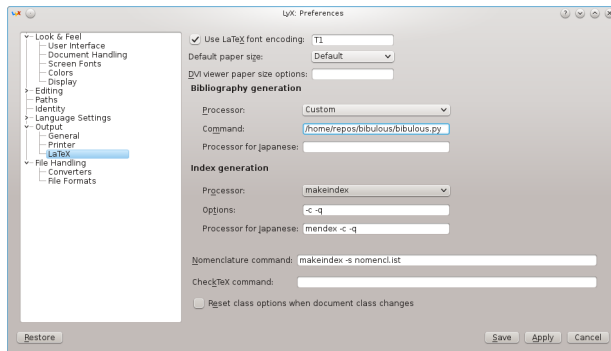 LyX: Preferences
Look & Feel
User Interface
Document Handling
Screen Fonts
Colors
Display
Editing
Paths
Identity
Language Settings
Output
General
Printer
LaTeX
File Handling
Converters
File Formats
Use LaTeX font encoding: T1
Default paper size: Default
DVI viewer paper size options:
Bibliography generation
Processor: Custom
Command: /home/repos/bibulous/bibulous.py
Processor for Japanese:
Index generation
Processor: makeindex
Options: -c -q
Processor for Japanese: mendex -c -q
Nomenclature command: makeindex -s nomencl.ist
CheckTeX command:
Reset class options when document class changes
Restore Save Apply Cancel